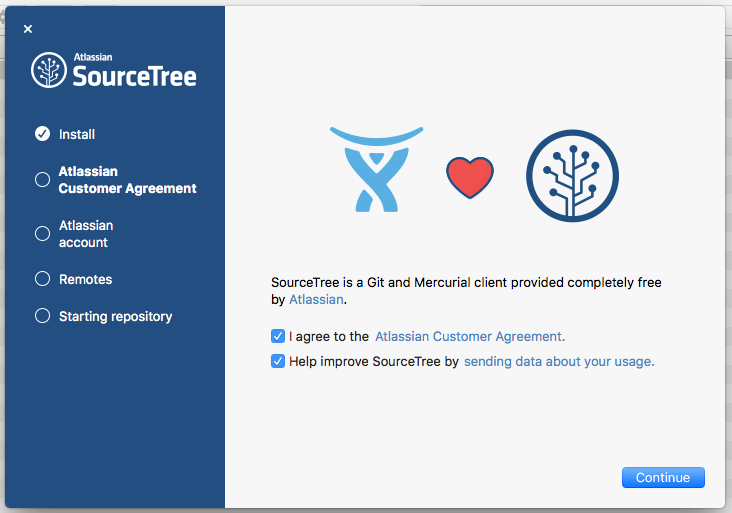 Atlassian
SourceTree
Install
Atlassian
Customer Agreement
Atlassian
account
Remotes
Starting repository
SourceTree is a Git and Mercurial client provided completely free
by Atlassian.
I agree to the Atlassian Customer Agreement.
Help improve SourceTree by sending data about your usage.
Continue